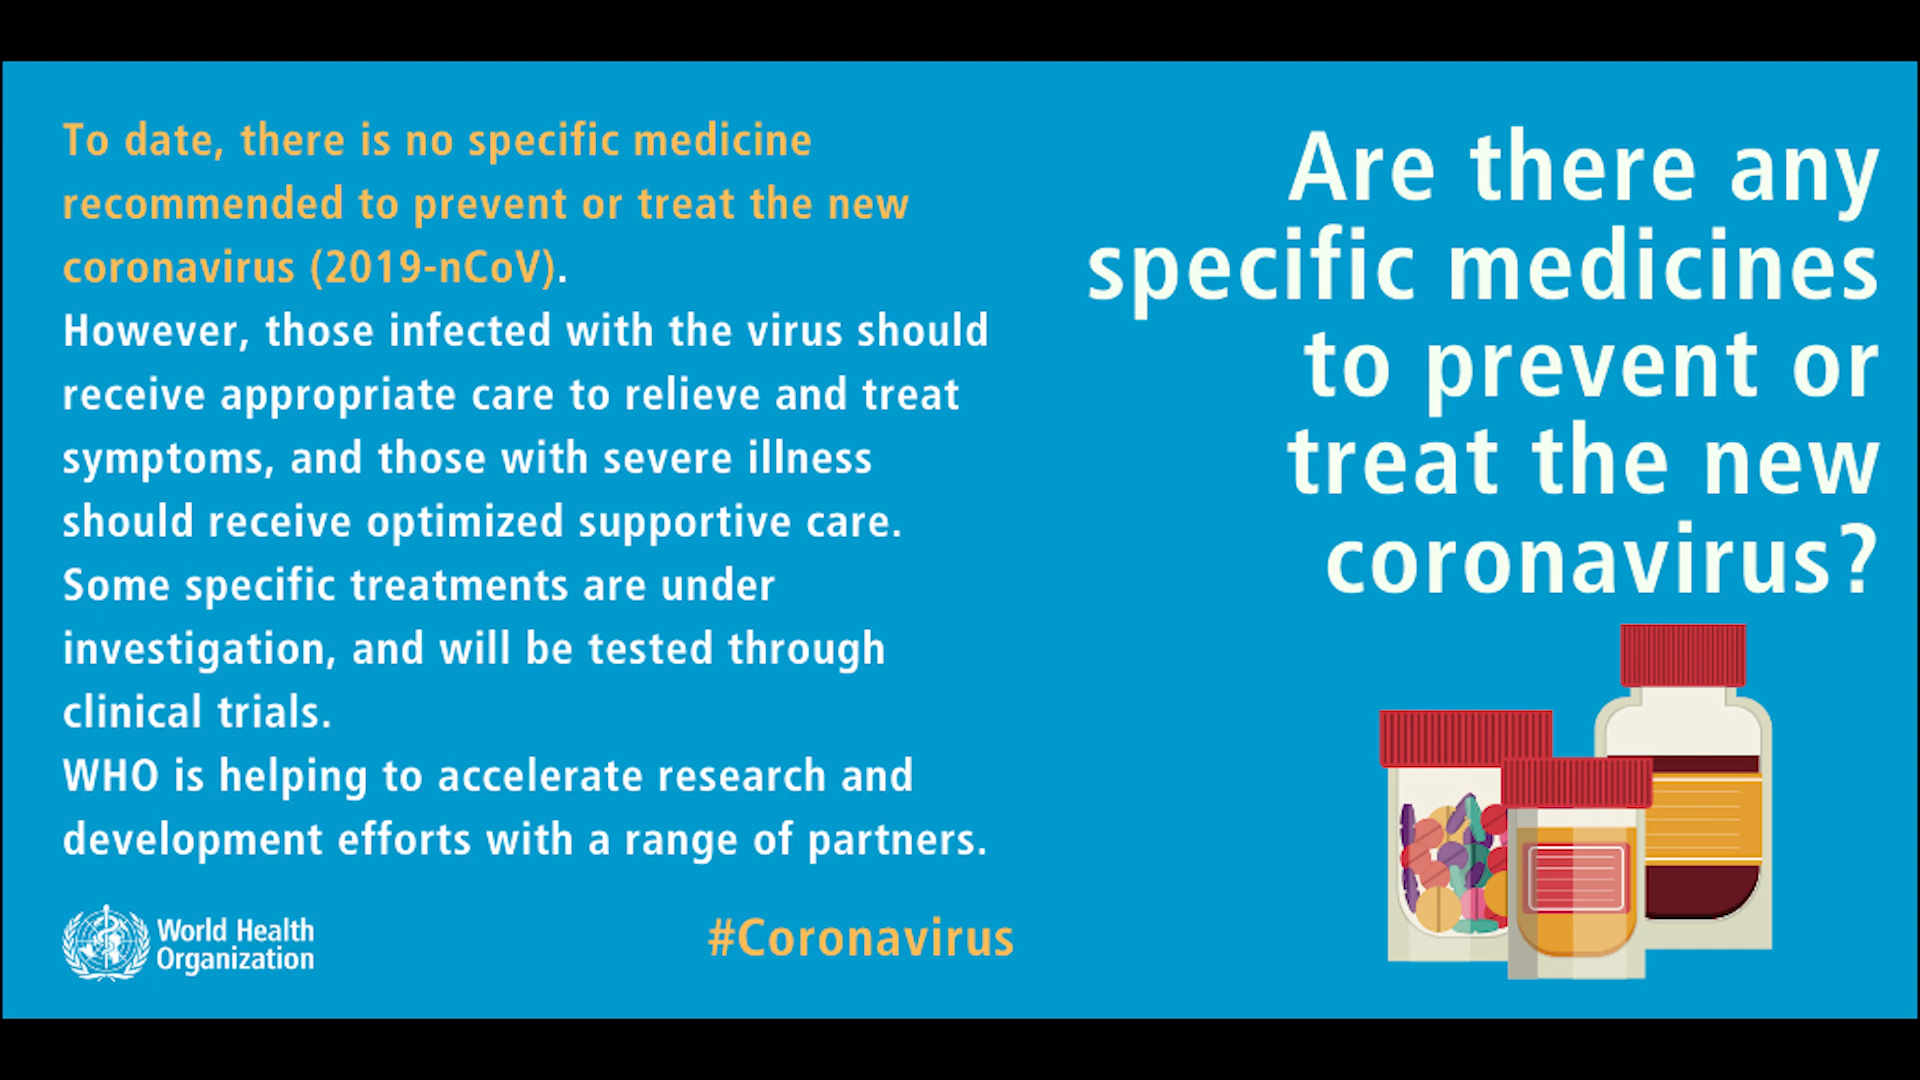 To date, there is no specific medicine
recommended to prevent or treat the new
coronavirus (2019-nCoV).
However, those infected with the virus should
receive appropriate care to relieve and treat
symptoms, and those with severe illness
should receive optimized supportive care.
Some specific treatments are under
investigation, and will be tested through
clinical trials.
WHO is helping to accelerate research and
development efforts with a range of partners.
World Health
Organization
#Coronavirus
Are there any
specific medicines
to prevent or
treat the new
coronavirus?